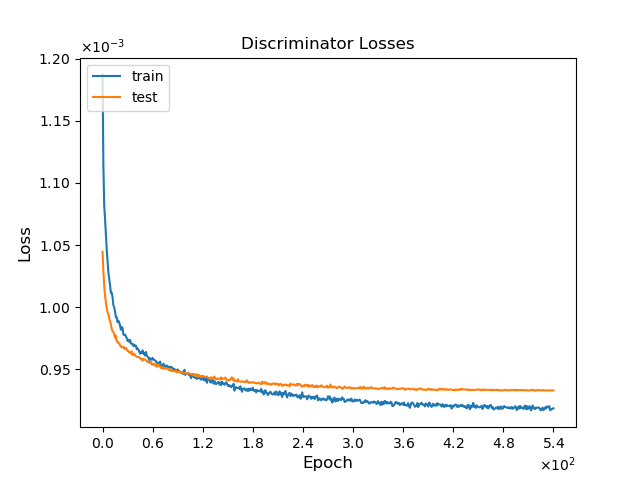 Discriminator Losses
×10⁻³
train
test
1.20
1.15
1.10
1.05
1.00
0.95
Loss
0.0 0.6 1.2 1.8 2.4 3.0 3.6 4.2 4.8 5.4
Epoch
×10²